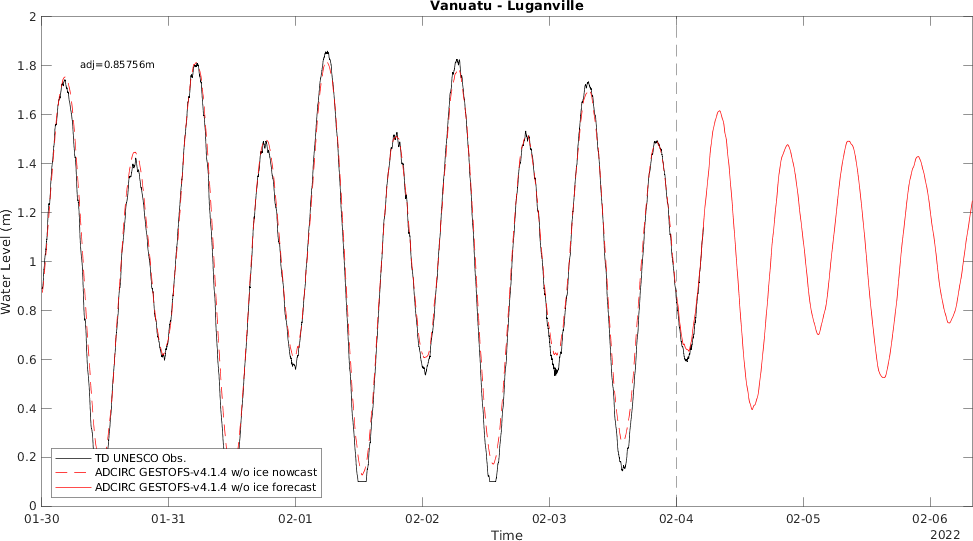 Vanuatu - Luganville
2
1.8
adj=0.85756m
1.6
1.4
1.2
1
0.8
0.6
0.4
0.2
0
Water Level (m)
TD UNESCO Obs.
ADCIRC GESTOFS-v4.1.4 w/o ice nowcast
ADCIRC GESTOFS-v4.1.4 w/o ice forecast
01-30 01-31 02-01 02-02 02-03 02-04 02-05 02-06
Time
2022